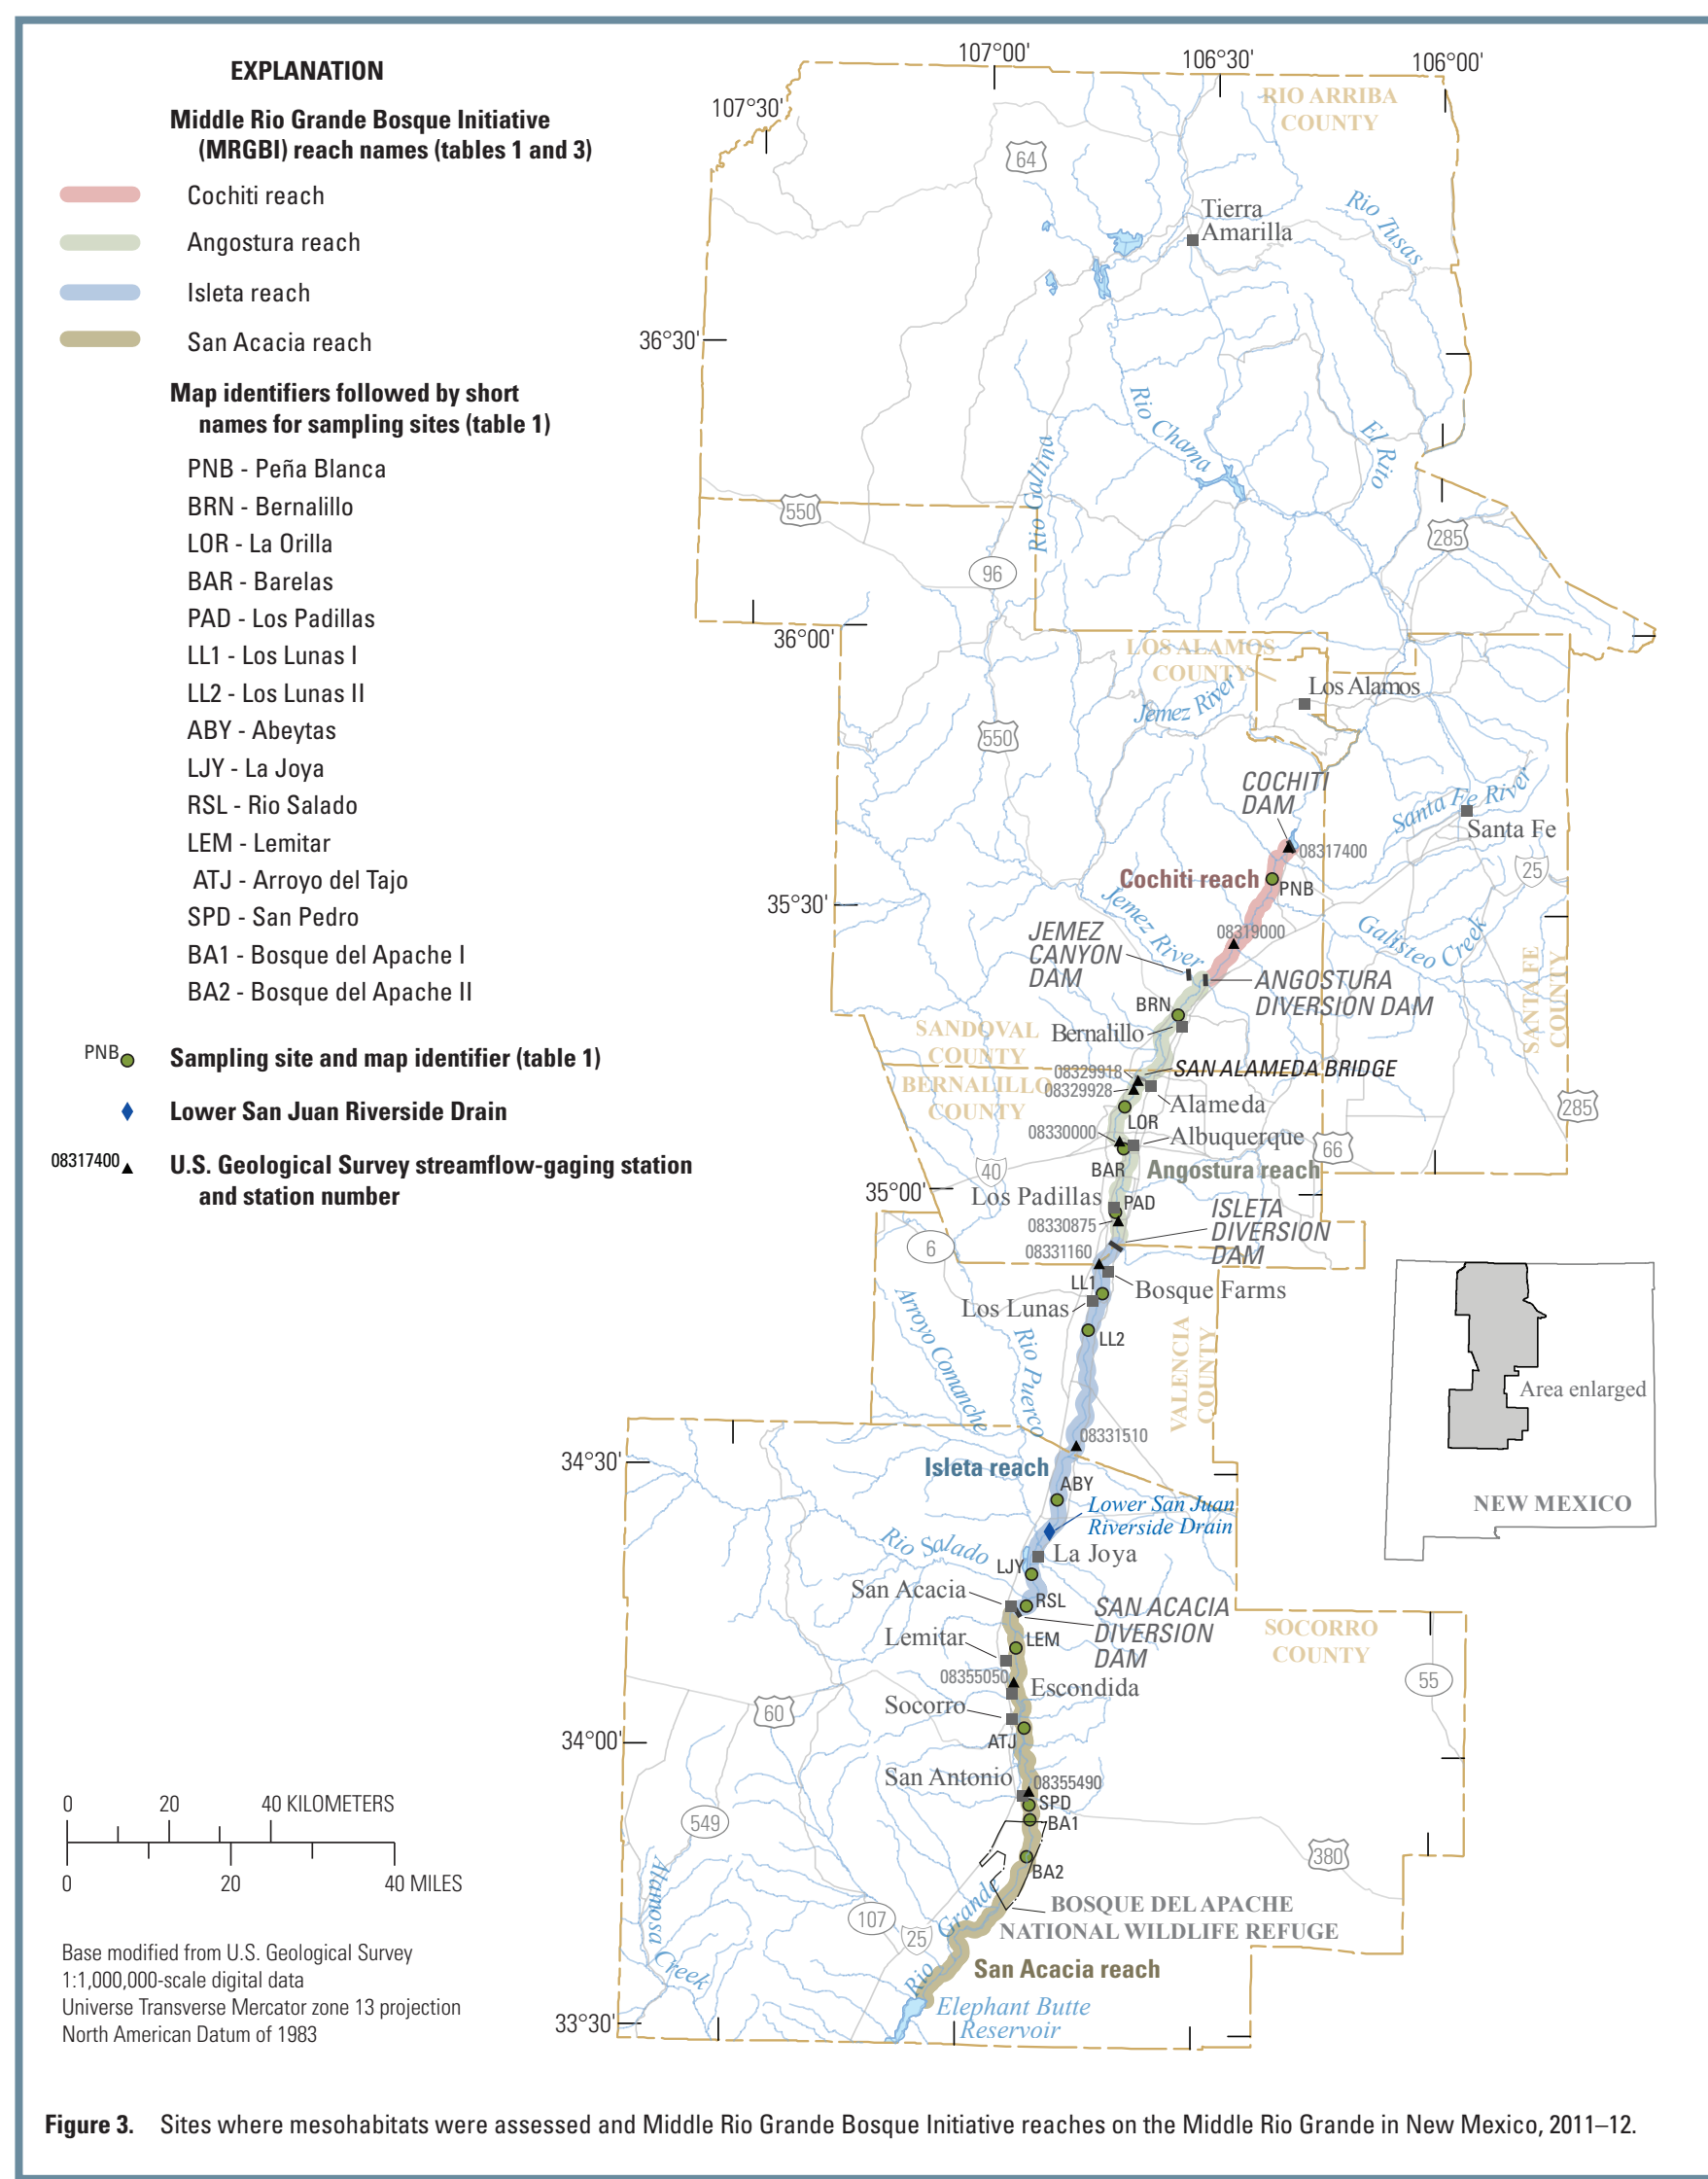 EXPLANATION
Middle Rio Grande Bosque Initiative
(MRGBI) reach names (tables 1 and 3)
Cochiti reach
Angostura reach
Isleta reach
San Acacia reach
Map identifiers followed by short
names for sampling sites (table 1)
PNB - Peña Blanca
BRN - Bernalillo
LOR - La Orilla
BAR - Barelas
PAD - Los Padillas
LL1 - Los Lunas I
LL2 - Los Lunas II
ABY - Abeytas
LJY - La Joya
RSL - Rio Salado
LEM - Lemitar
ATJ - Arroyo del Tajo
SPD - San Pedro
BA1 - Bosque del Apache I
BA2 - Bosque del Apache II
PNB Sampling site and map identifier (table 1)
Lower San Juan Riverside Drain
08317400 U.S. Geological Survey streamflow-gaging station
and station number
0 20 40 KILOMETERS
0 20 40 MILES
Base modified from U.S. Geological Survey
1:1,000,000-scale digital data
Universe Transverse Mercator zone 13 projection
North American Datum of 1983
107°30'
107°00'
106°30'
106°00'
RIO ARRIBA
COUNTY
64
Tierra
Amarilla
Rio Tusas
36°30'
Rio Chama
El Rito
Rio Gallina
550
285
96
36°00'
LOS ALAMOS
COUNTY
Los Alamos
Jemez River
550
COCHITI
DAM
Santa Fe River
Santa Fe
08317400
25
Cochiti reach
PNB
35°30'
Jemez River
Galisteo Creek
08319000
JEMEZ
CANYON
DAM
ANGOSTURA
DIVERSION DAM
SANTA FE
COUNTY
BRN
Bernalillo
SANDOVAL
COUNTY
SAN ALAMEDA BRIDGE
08329918
BERNALILLO
COUNTY
08329928
Alameda
285
LOR
08330000
Albuquerque
66
BAR
Angostura reach
40
35°00'
Los Padillas
PAD
08330875
ISLETA
DIVERSION
DAM
6
08331160
LL1
Bosque Farms
Los Lunas
LL2
Arroyo Comanche
Rio Puerco
VALENCIA
COUNTY
Area enlarged
NEW MEXICO
08331510
34°30'
Isleta reach
ABY
Lower San Juan
Riverside Drain
Rio Salado
La Joya
LJY
San Acacia
RSL
SAN ACACIA
DIVERSION
DAM
SOCORRO
COUNTY
Lemitar
LEM
08355050
Escondida
55
60
Socorro
34°00'
ATJ
San Antonio
08355490
SPD
BA1
549
380
BA2
Alamosa
Creek
107
25
Rio Grande
BOSQUE DEL APACHE
NATIONAL WILDLIFE REFUGE
San Acacia reach
Elephant Butte
Reservoir
33°30'
Figure 3. Sites where mesohabitats were assessed and Middle Rio Grande Bosque Initiative reaches on the Middle Rio Grande in New Mexico, 2011–12.